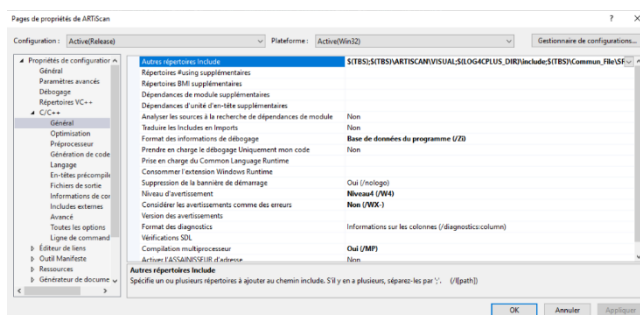 Pages de propriétés de ARTiScan
? ×
Configuration : Active(Release) Plateforme : Active(Win32) Gestionnaire de configurations...
Propriétés de configuration
Général
Paramètres avancés
Débogage
Répertoires VC++
C/C++
Général
Optimisation
Préprocesseur
Génération de code
Langage
En-têtes précompilé
Fichiers de sortie
Informations de cor
Includes externes
Avancé
Toutes les options
Ligne de command
Éditeur de liens
Outil Manifeste
Ressources
Générateur de docume
Autres répertoires Include $(TBS);$(TBS)\ARTISCAN\VISUAL;$(LOG4CPLUS_DIR)\include;$(TBS)\Commun_File\SF
Répertoires #using supplémentaires
Répertoires BMI supplémentaires
Dépendances de module supplémentaires
Dépendances d'unité d'en-tête supplémentaires
Analyser les sources à la recherche de dépendances de module Non
Traduire les Includes en Imports Non
Format des informations de débogage Base de données du programme (/Zi)
Prendre en charge le débogage Uniquement mon code Non
Prise en charge du Common Language Runtime
Consommer l'extension Windows Runtime
Suppression de la bannière de démarrage Oui (/nologo)
Niveau d'avertissement Niveau4 (/W4)
Considérer les avertissements comme des erreurs Non (/WX-)
Version des avertissements
Format des diagnostics Informations sur les colonnes (/diagnostics:column)
Vérifications SDL
Compilation multiprocesseur Oui (/MP)
Activer l'ASSAINISSEUR d'adresse Non
Autres répertoires Include
Spécifie un ou plusieurs répertoires à ajouter au chemin include. S'il y en a plusieurs, séparez-les par ';'. (/I[path])
OK Annuler Appliquer